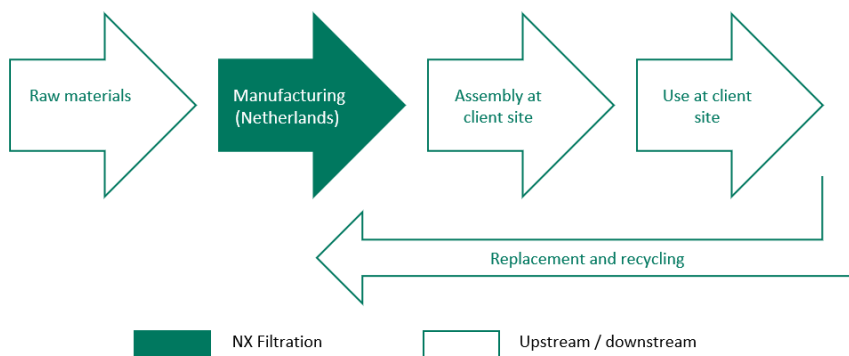 Raw materials
Manufacturing
(Netherlands)
Assembly at
client site
Use at client
site
Replacement and recycling
NX Filtration
Upstream / downstream